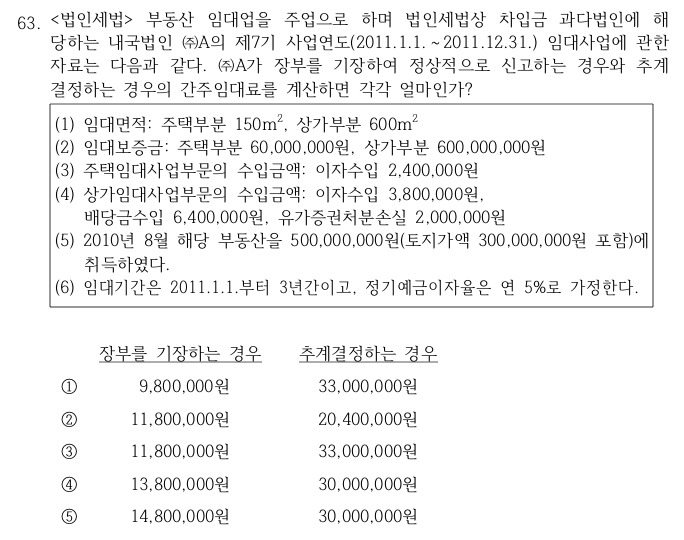 63. <법인세법> 부동산 임대업을 주업으로 하며 법인세법상 차입금 과다법인에 해
당하는 내국법인 ㈜A의 제7기 사업연도(2011.1.1.~2011.12.31.) 임대사업에 관한
자료는 다음과 같다. ㈜A가 장부를 기장하여 정상적으로 신고하는 경우와 추계
결정하는 경우의 간주임대료를 계산하면 각각 얼마인가?
(1) 임대면적: 주택부분 150m², 상가부분 600m²
(2) 임대보증금: 주택부분 60,000,000원, 상가부분 600,000,000원
(3) 주택임대사업부문의 수입금액: 이자수입 2,400,000원
(4) 상가임대사업부문의 수입금액: 이자수입 3,800,000원,
배당금수입 6,400,000원, 유가증권처분손실 2,000,000원
(5) 2010년 8월 해당 부동산을 500,000,000원(토지가액 300,000,000원 포함)에
취득하였다.
(6) 임대기간은 2011.1.1.부터 3년간이고, 정기예금이자율은 연 5%로 가정한다.
장부를 기장하는 경우 추계결정하는 경우
① 9,800,000원 33,000,000원
② 11,800,000원 20,400,000원
③ 11,800,000원 33,000,000원
④ 13,800,000원 30,000,000원
⑤ 14,800,000원 30,000,000원